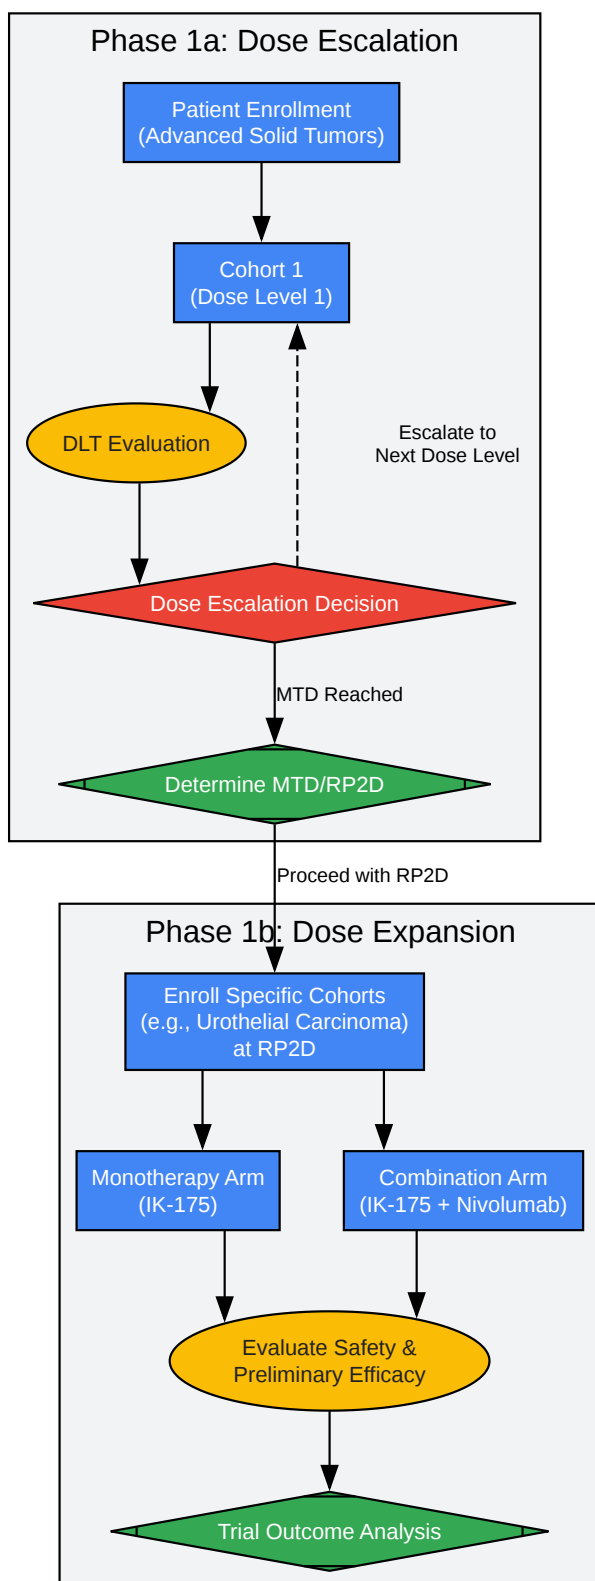 Phase 1a: Dose Escalation
Patient Enrollment
(Advanced Solid Tumors)
Cohort 1
(Dose Level 1)
DLT Evaluation
Escalate to
Next Dose Level
Dose Escalation Decision
MTD Reached
Determine MTD/RP2D
Proceed with RP2D
Phase 1b: Dose Expansion
Enroll Specific Cohorts
(e.g., Urothelial Carcinoma)
at RP2D
Monotherapy Arm
(IK-175)
Combination Arm
(IK-175 + Nivolumab)
Evaluate Safety &
Preliminary Efficacy
Trial Outcome Analysis